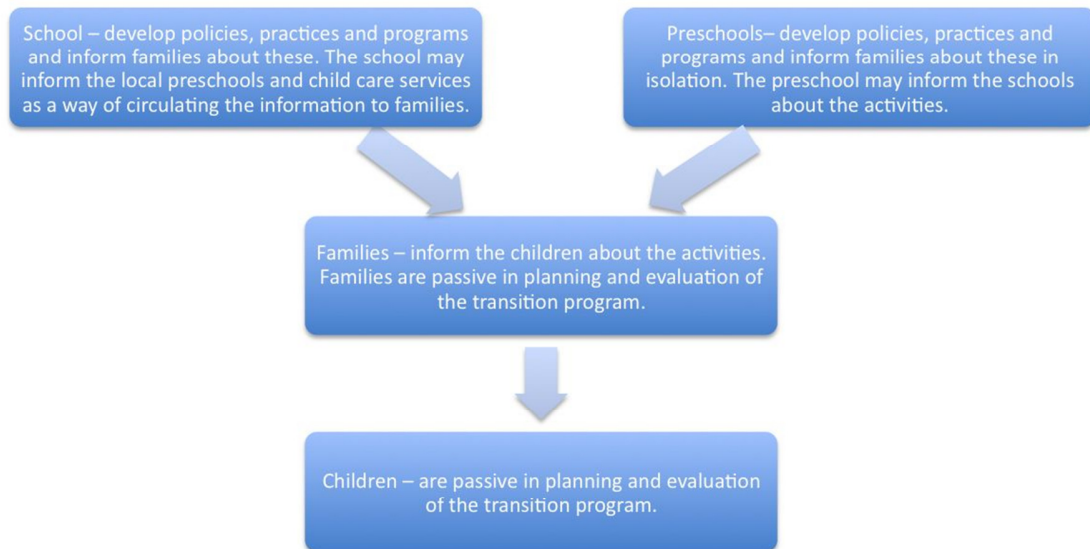 School – develop policies, practices and programs
and inform families about these. The school may
inform the local preschools and child care services
as a way of circulating the information to families.
Preschools– develop policies, practices and
programs and inform families about these in
isolation. The preschool may inform the schools
about the activities.
Families – inform the children about the activities.
Families are passive in planning and evaluation of
the transition program.
Children – are passive in planning and evaluation
of the transition program.